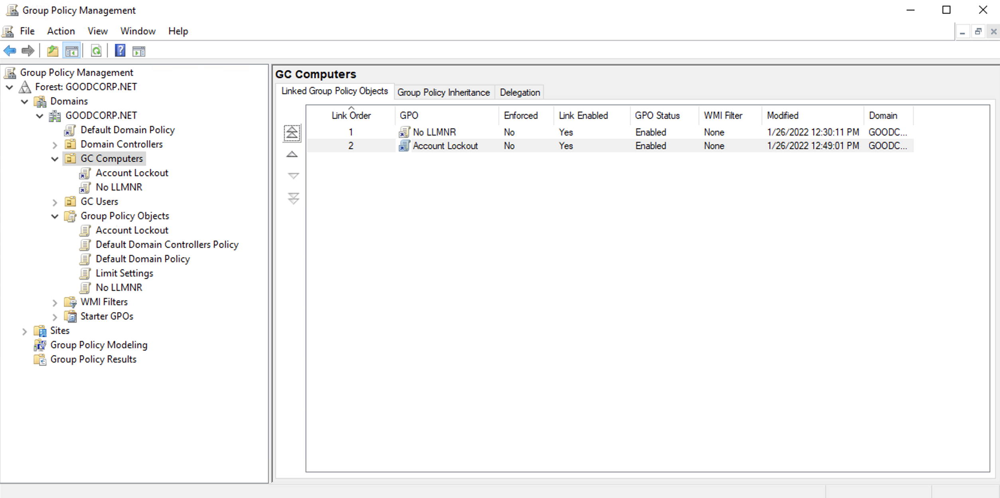 Group Policy Management
File Action View Window Help
Group Policy Management
Forest: GOODCORP.NET
Domains
GOODCORP.NET
Default Domain Policy
Domain Controllers
GC Computers
Account Lockout
No LLMNR
GC Users
Group Policy Objects
Account Lockout
Default Domain Controllers Policy
Default Domain Policy
Limit Settings
No LLMNR
WMI Filters
Starter GPOs
Sites
Group Policy Modeling
Group Policy Results
GC Computers
Linked Group Policy Objects Group Policy Inheritance Delegation
Link Order GPO Enforced Link Enabled GPO Status WMI Filter Modified Domain
1 No LLMNR No Yes Enabled None 1/26/2022 12:30:11 PM GOODC...
2 Account Lockout No Yes Enabled None 1/26/2022 12:49:01 PM GOODC...